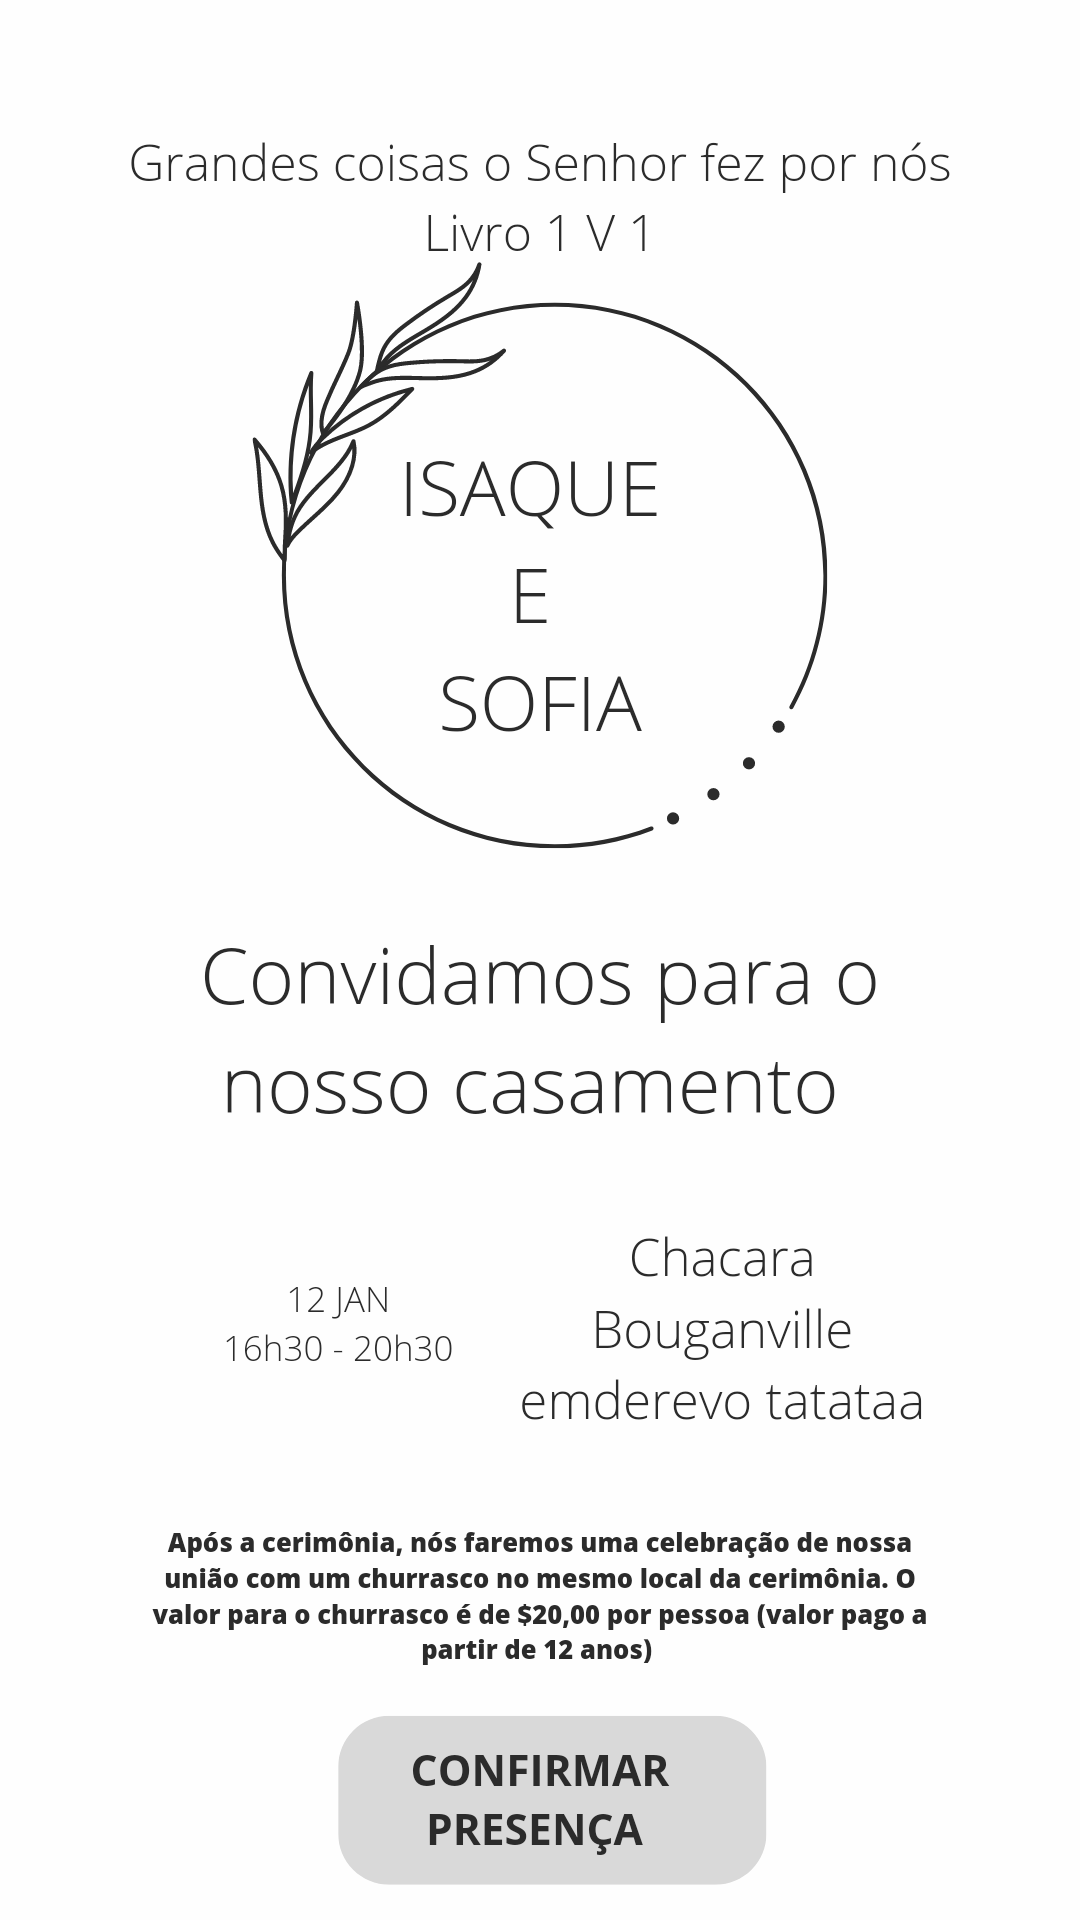 Grandes coisas o Senhor fez por nós
Livro 1 V 1
ISAQUE
E
SOFIA
Convidamos para o
nosso casamento
12 JAN
16h30 - 20h30
Chacara
Bouganville
emderevo tatataa
Após a cerimônia, nós faremos uma celebração de nossa
união com um churrasco no mesmo local da cerimônia. O
valor para o churrasco é de $20,00 por pessoa (valor pago a
partir de 12 anos)
CONFIRMAR
PRESENÇA